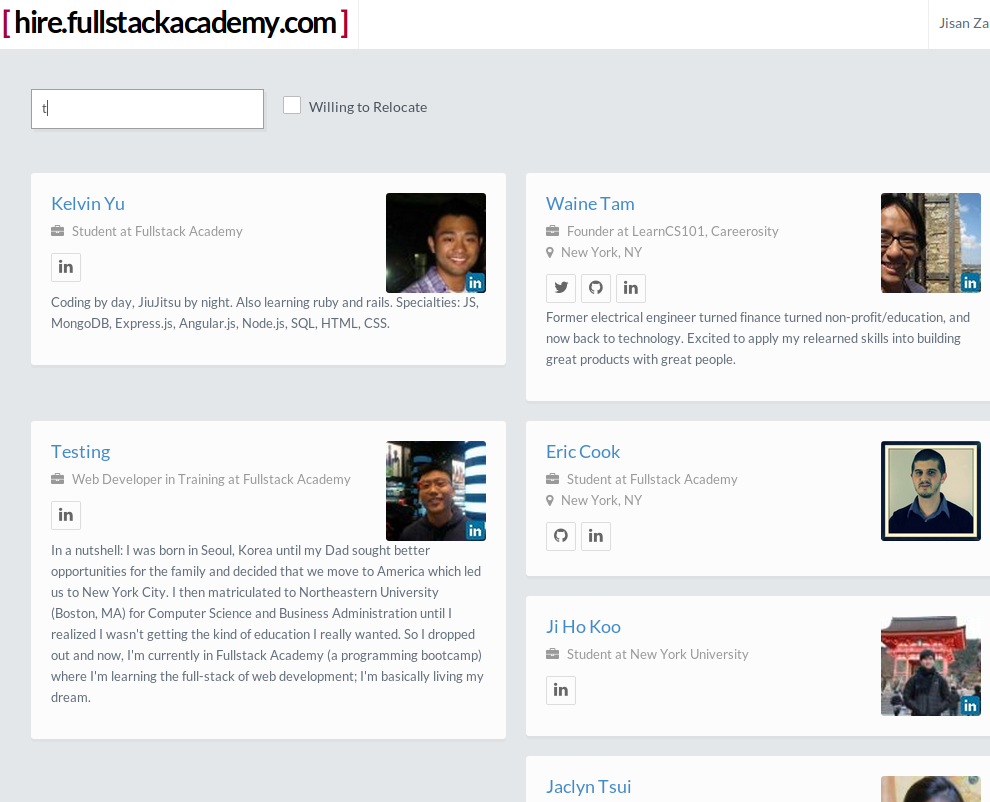 [ hire.fullstackacademy.com ]
Jisan Za
t
Willing to Relocate
Kelvin Yu
Student at Fullstack Academy
in
in
Coding by day, JiuJitsu by night. Also learning ruby and rails. Specialties: JS,
MongoDB, Express.js, Angular.js, Node.js, SQL, HTML, CSS.
Waine Tam
Founder at LearnCS101, Careerosity
New York, NY
in
in
Former electrical engineer turned finance turned non-profit/education, and
now back to technology. Excited to apply my relearned skills into building
great products with great people.
Testing
Web Developer in Training at Fullstack Academy
in
in
In a nutshell: I was born in Seoul, Korea until my Dad sought better
opportunities for the family and decided that we move to America which led
us to New York City. I then matriculated to Northeastern University
(Boston, MA) for Computer Science and Business Administration until I
realized I wasn't getting the kind of education I really wanted. So I dropped
out and now, I'm currently in Fullstack Academy (a programming bootcamp)
where I'm learning the full-stack of web development; I'm basically living my
dream.
Eric Cook
Student at Fullstack Academy
New York, NY
in
Ji Ho Koo
Student at New York University
in
in
Jaclyn Tsui